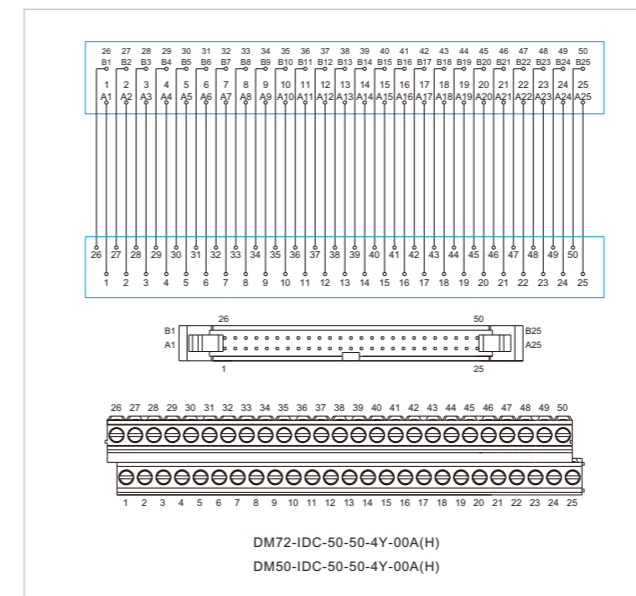 26 27 28 29 30 31 32 33 34 35 36 37 38 39 40 41 42 43 44 45 46 47 48 49 50
B1 B2 B3 B4 B5 B6 B7 B8 B9 B10 B11 B12 B13 B14 B15 B16 B17 B18 B19 B20 B21 B22 B23 B24 B25
1 2 3 4 5 6 7 8 9 10 11 12 13 14 15 16 17 18 19 20 21 22 23 24 25
A1 A2 A3 A4 A5 A6 A7 A8 A9 A10 A11 A12 A13 A14 A15 A16 A17 A18 A19 A20 A21 A22 A23 A24 A25
26 27 28 29 30 31 32 33 34 35 36 37 38 39 40 41 42 43 44 45 46 47 48 49 50
1 2 3 4 5 6 7 8 9 10 11 12 13 14 15 16 17 18 19 20 21 22 23 24 25
26 50
B1 B25
A1 A25
1 25
26 27 28 29 30 31 32 33 34 35 36 37 38 39 40 41 42 43 44 45 46 47 48 49 50
1 2 3 4 5 6 7 8 9 10 11 12 13 14 15 16 17 18 19 20 21 22 23 24 25
DM72-IDC-50-50-4Y-00A(H)
DM50-IDC-50-50-4Y-00A(H)